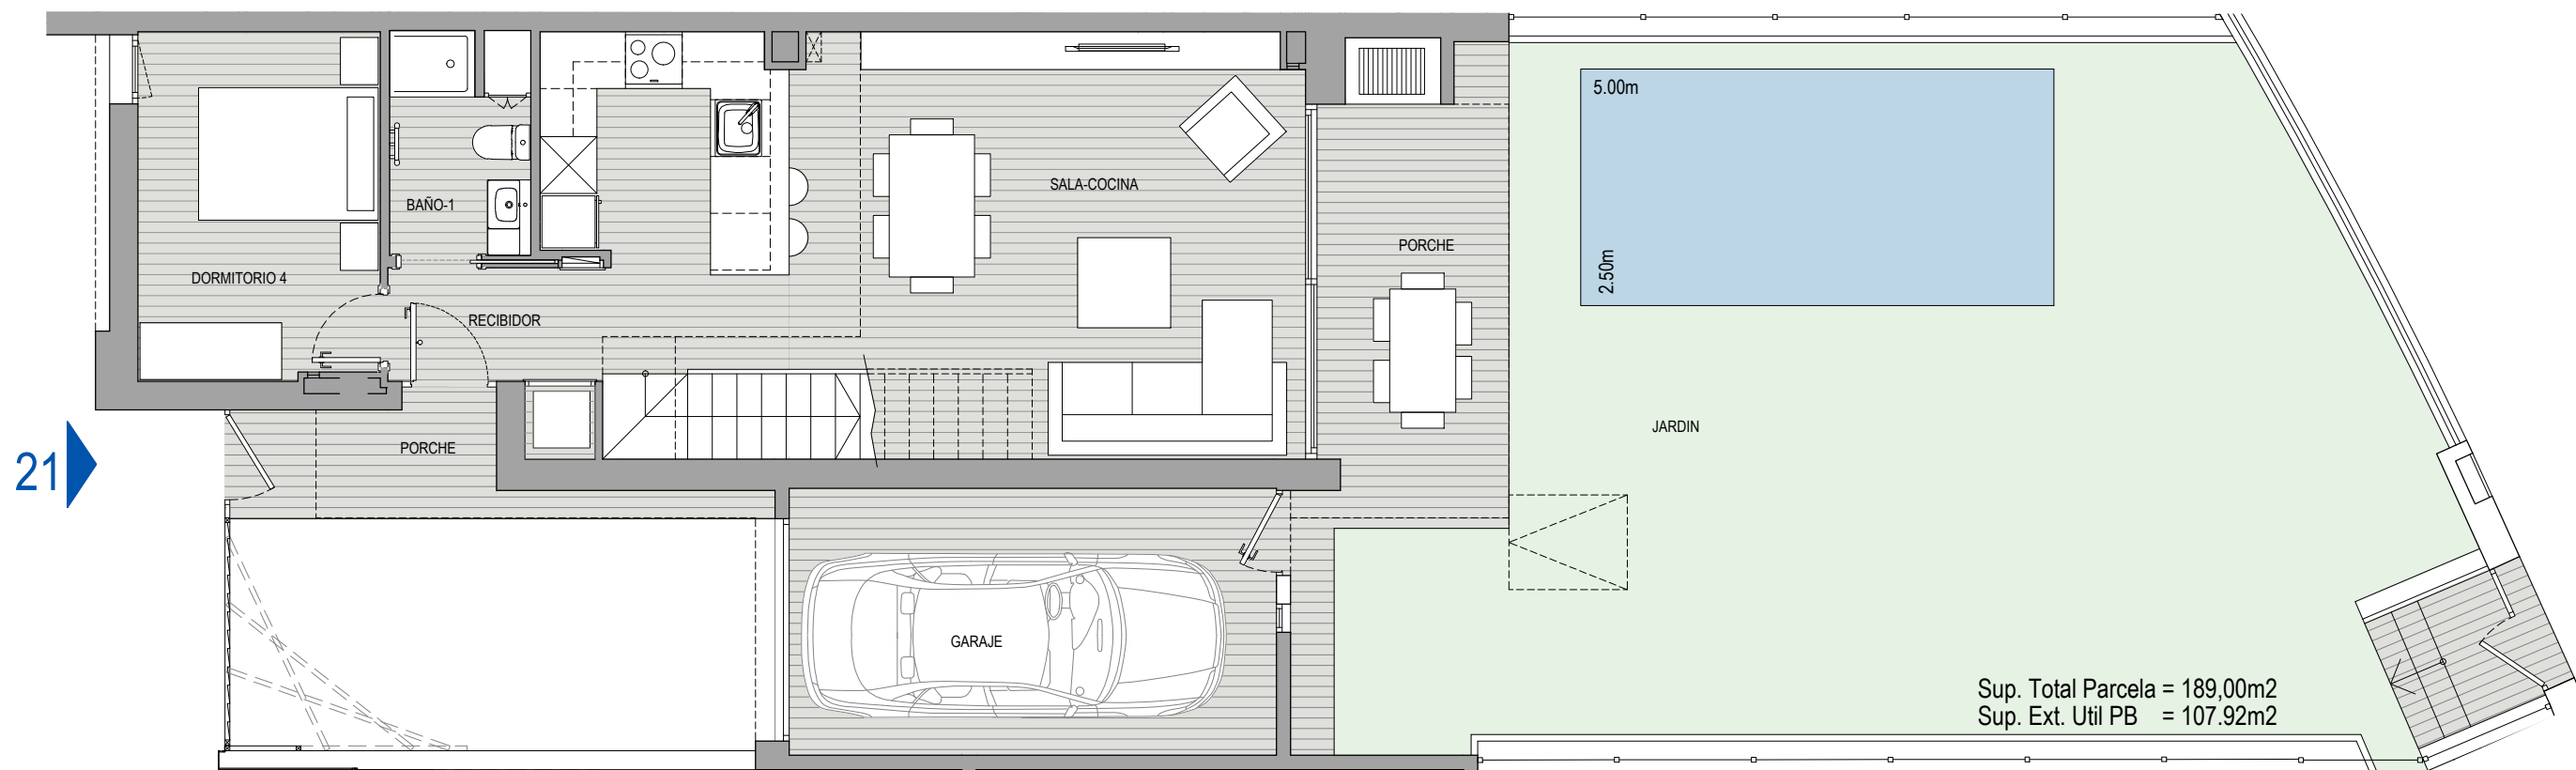 5.00m
2.50m
SALA-COCINA
BAÑO-1
PORCHE
DORMITORIO 4
RECIBIDOR
JARDIN
PORCHE
21
GARAJE
Sup. Total Parcela = 189,00m2
Sup. Ext. Util PB = 107.92m2